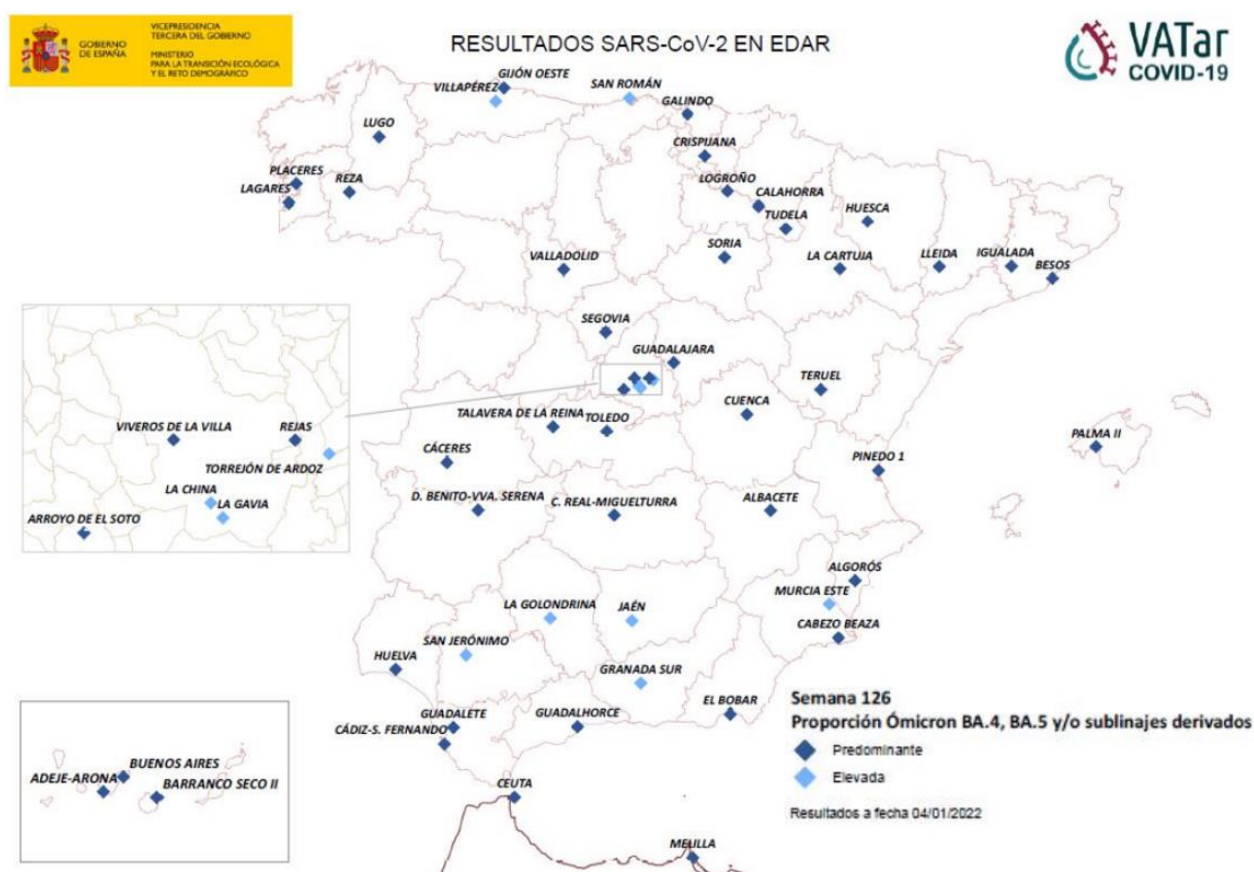 GOBIERNO
DE ESPAÑA
VICEPRESIDENCIA
TERCERA DEL GOBIERNO
MINISTERIO
PARA LA TRANSICIÓN ECOLÓGICA
Y EL RETO DEMOGRÁFICO
RESULTADOS SARS-CoV-2 EN EDAR
VATar
COVID-19
GIJÓN OESTE
VILLAPÉREZ
SAN ROMÁN
GALINDO
LUGO
CRISPIJANA
PLACERES
REZA
LAGARES
LOGROÑO
CALAHORRA
TUDELA
HUESCA
SORIA
VALLADOLID
LA CARTUJA
LLEIDA
IGUALADA
BESOS
SEGOVIA
GUADALAJARA
TERUEL
CUENCA
TALAVERA DE LA REINA
TOLEDO
VIVEROS DE LA VILLA
REJAS
TORREJÓN DE ARDOZ
LA CHINA
LA GAVIA
ARROYO DE EL SOTO
CÁCERES
PALMA II
PINEDO 1
D. BENITO-VVA. SERENA
C. REAL-MIGUELTURRA
ALBACETE
ALGORÓS
MURCIA ESTE
CABEZO BEAZA
LA GOLONDRINA
JAÉN
SAN JERÓNIMO
HUELVA
GRANADA SUR
EL BOBAR
GUADALETE
GUADALHORCE
CÁDIZ-S. FERNANDO
CEUTA
MELILLA
BUENOS AIRES
ADEJE-ARONA
BARRANCO SECO II
Semana 126
Proporción Ómicron BA.4, BA.5 y/o sublinajes derivados
Predominante
Elevada
Resultados a fecha 04/01/2022